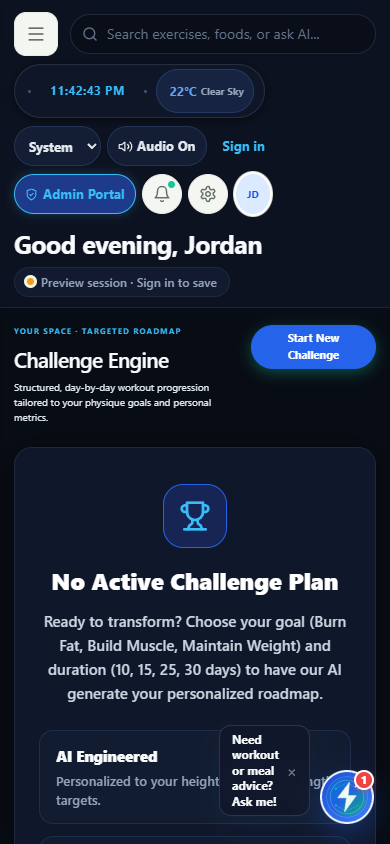 Search exercises, foods, or ask AI...
11:42:43 PM
22°C Clear Sky
System
Audio On
Sign in
Admin Portal
JD
Good evening, Jordan
Preview session · Sign in to save
YOUR SPACE · TARGETED ROADMAP
Challenge Engine
Structured, day-by-day workout progression
tailored to your physique goals and personal
metrics.
Start New
Challenge
No Active Challenge Plan
Ready to transform? Choose your goal (Burn
Fat, Build Muscle, Maintain Weight) and
duration (10, 15, 25, 30 days) to have our AI
generate your personalized roadmap.
AI Engineered
Personalized to your height
targets.
Need
workout
or meal
advice?
Ask me!
×
1